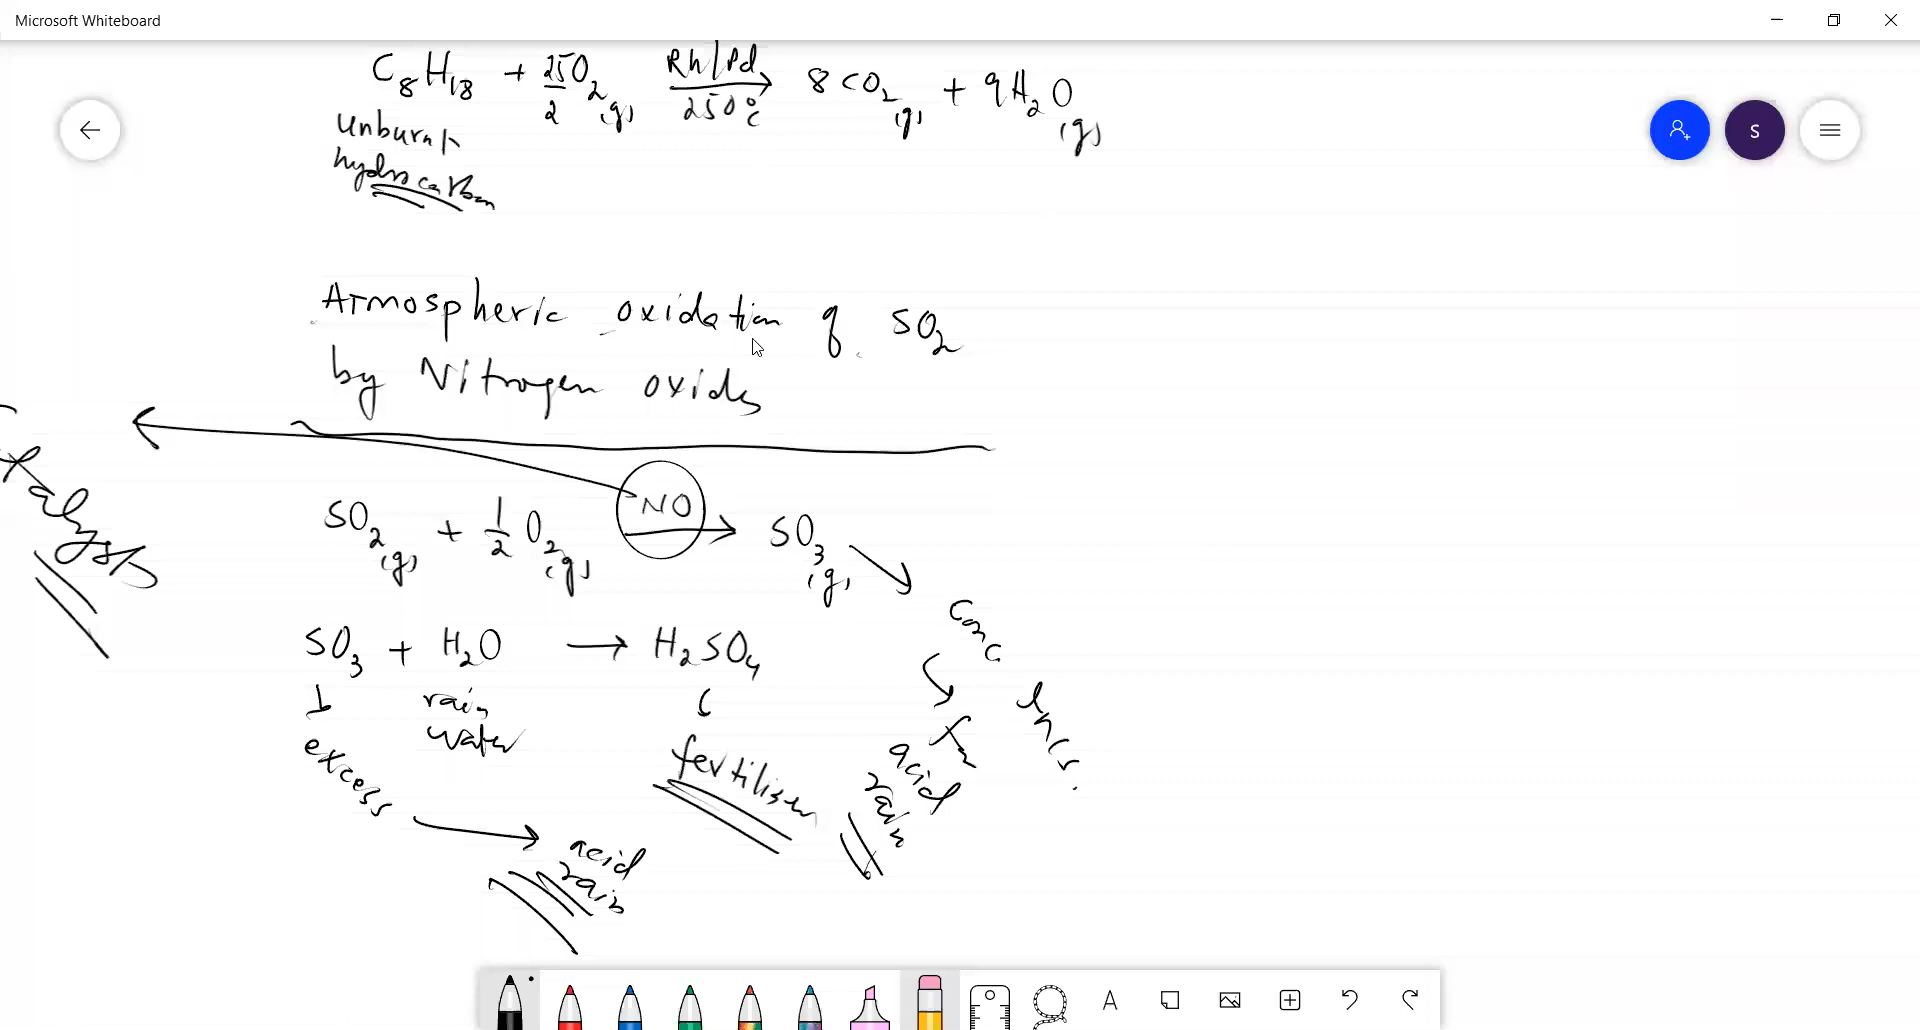 Microsoft Whiteboard
C₈H₁₈ + 25/2 O₂(g) Rh/Pd 250°C → 8CO₂(g) + 9H₂O(g)
Unburnt
hydrocarbon
S
Atmospheric oxidation of SO₂
by Nitrogen oxides
SO₂(g) + 1/2 O₂(g) NO → SO₃(g)
SO₃ + H₂O → H₂SO₄
conc
incs.
excess
rain
water
fertiliser
acid
rain
acid
rain
A